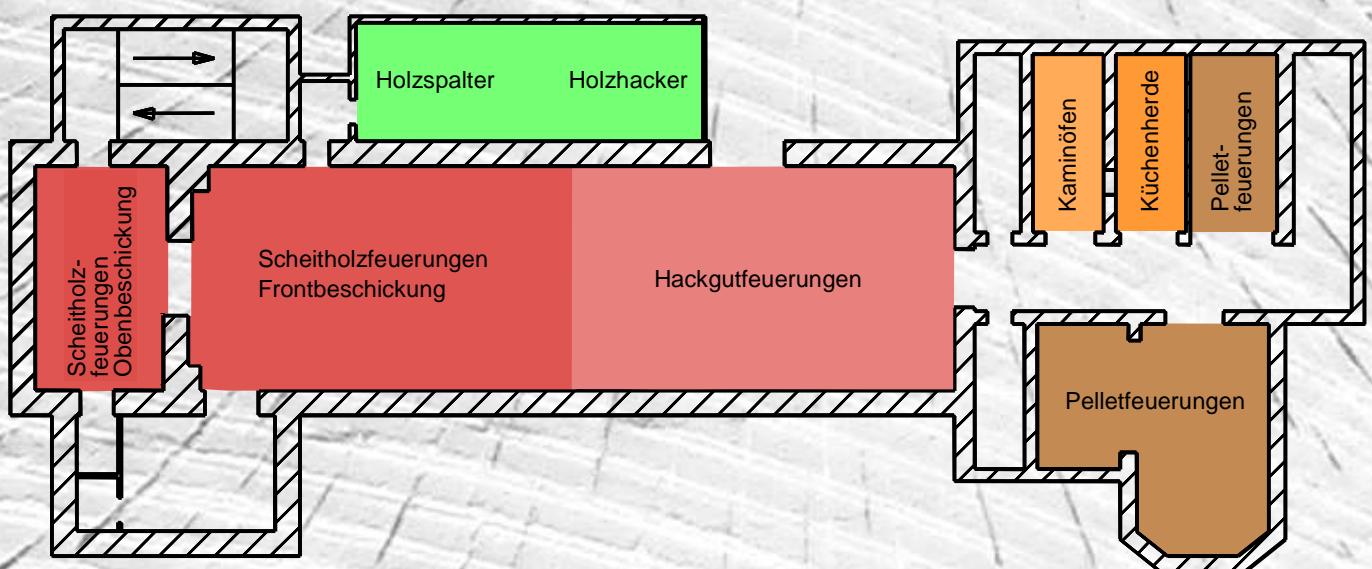 Holzspalter
Holzhacker
Kaminöfen
Küchenherde
Pellet-
feuerungen
Scheitholz-
feuerungen
Obenbeschickung
Scheitholzfeuerungen
Frontbeschickung
Hackgutfeuerungen
Pelletfeuerungen